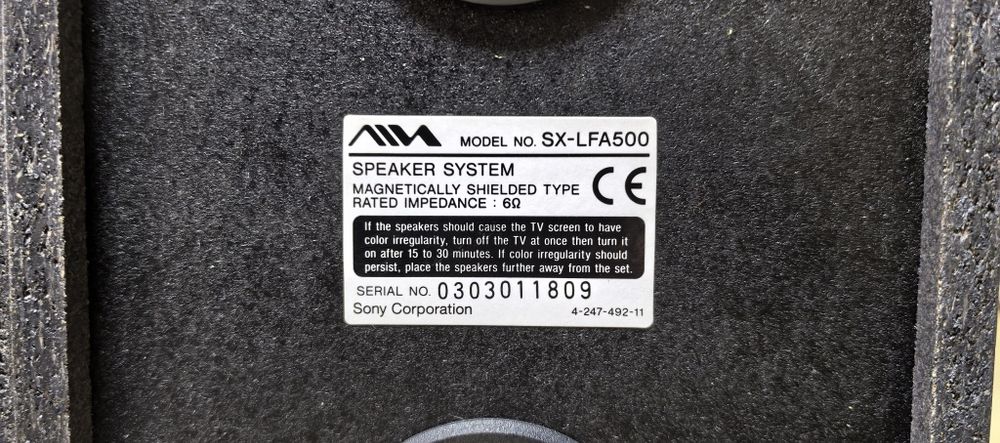 AIWA MODEL NO. SX-LFA500
SPEAKER SYSTEM
MAGNETICALLY SHIELDED TYPE
RATED IMPEDANCE : 6Ω
CE
If the speakers should cause the TV screen to have
color irregularity, turn off the TV at once then turn it
on after 15 to 30 minutes. If color irregularity should
persist, place the speakers further away from the set.
SERIAL NO. 0303011809
Sony Corporation 4-247-492-11